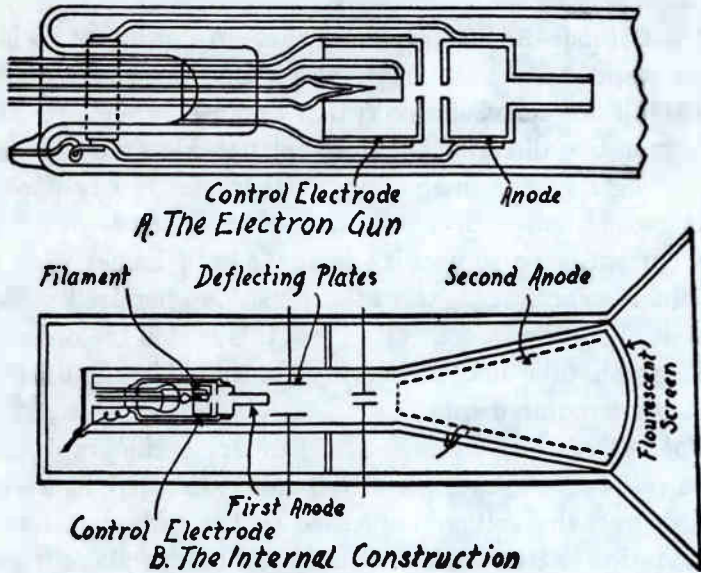 Control Electrode
Anode
A. The Electron Gun
Filament
Deflecting Plates
Second Anode
Flourescent
Screen
First Anode
Control Electrode
B. The Internal Construction